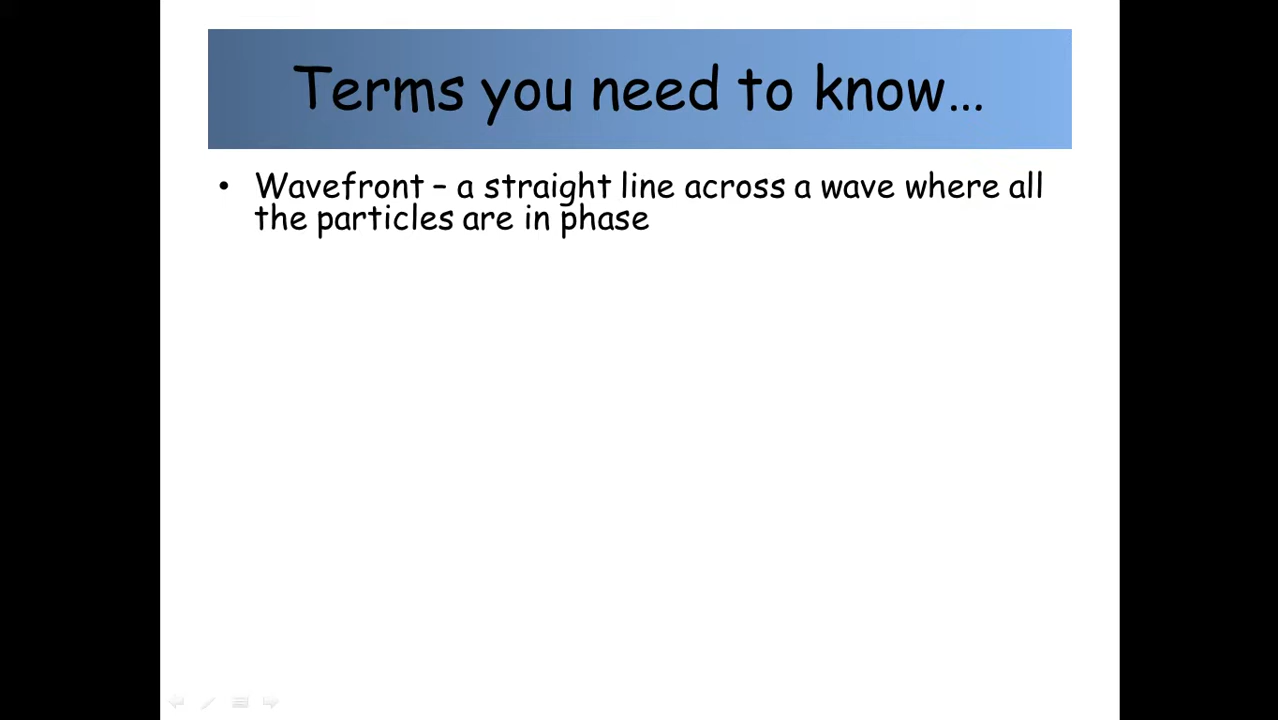 Terms you need to know...
• Wavefront – a straight line across a wave where all
the particles are in phase